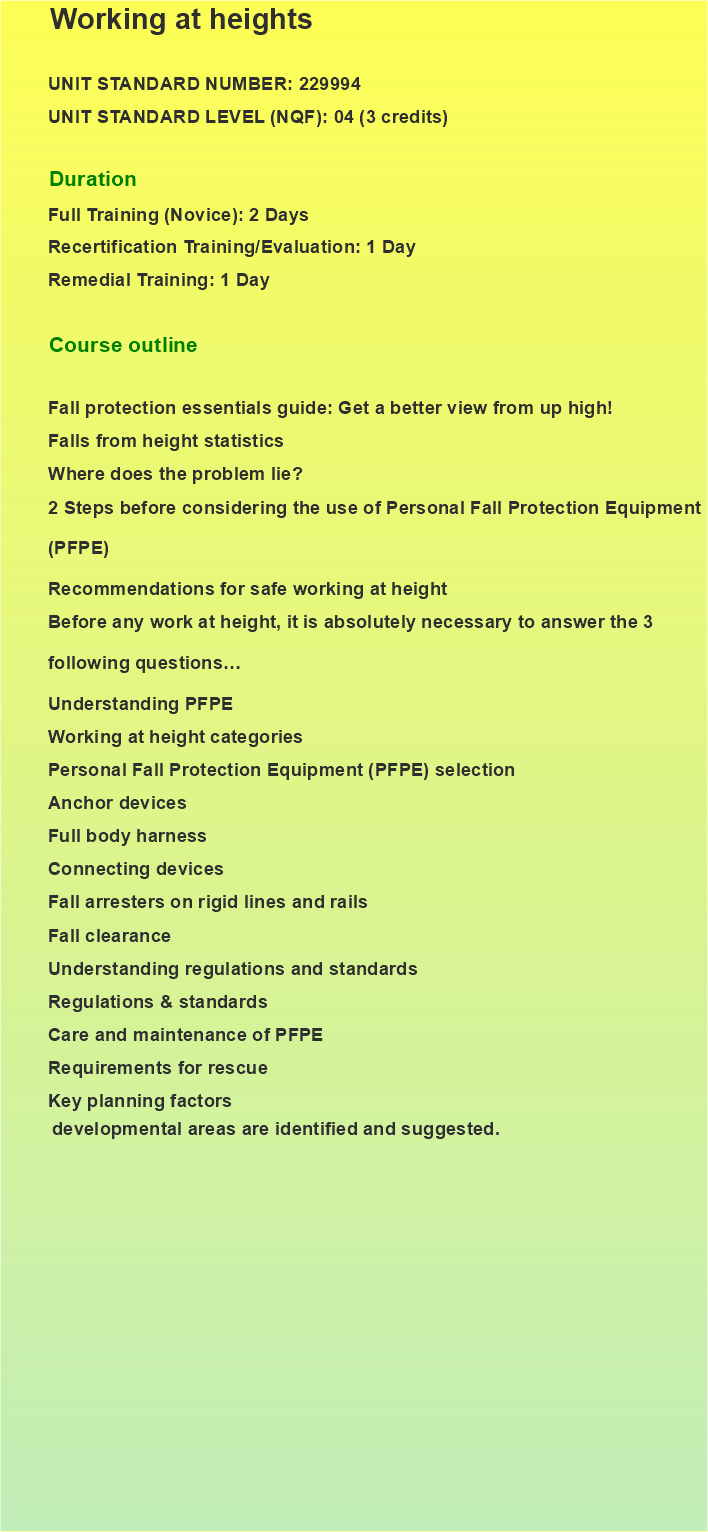 Working at heights
UNIT STANDARD NUMBER: 229994
UNIT STANDARD LEVEL (NQF): 04 (3 credits)
Duration
Full Training (Novice): 2 Days
Recertification Training/Evaluation: 1 Day
Remedial Training: 1 Day
Course outline
Fall protection essentials guide: Get a better view from up high!
Falls from height statistics
Where does the problem lie?
2 Steps before considering the use of Personal Fall Protection Equipment
(PFPE)
Recommendations for safe working at height
Before any work at height, it is absolutely necessary to answer the 3
following questions…
Understanding PFPE
Working at height categories
Personal Fall Protection Equipment (PFPE) selection
Anchor devices
Full body harness
Connecting devices
Fall arresters on rigid lines and rails
Fall clearance
Understanding regulations and standards
Regulations & standards
Care and maintenance of PFPE
Requirements for rescue
Key planning factors
developmental areas are identified and suggested.